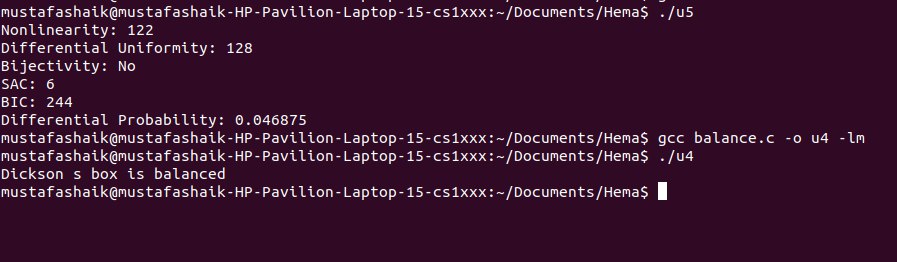 mustafashaik@mustafashaik-HP-Pavilion-Laptop-15-cs1xxx:~/Documents/Hema$ ./u5
Nonlinearity: 122
Differential Uniformity: 128
Bijectivity: No
SAC: 6
BIC: 244
Differential Probability: 0.046875
mustafashaik@mustafashaik-HP-Pavilion-Laptop-15-cs1xxx:~/Documents/Hema$ gcc balance.c -o u4 -lm
mustafashaik@mustafashaik-HP-Pavilion-Laptop-15-cs1xxx:~/Documents/Hema$ ./u4
Dickson s box is balanced
mustafashaik@mustafashaik-HP-Pavilion-Laptop-15-cs1xxx:~/Documents/Hema$